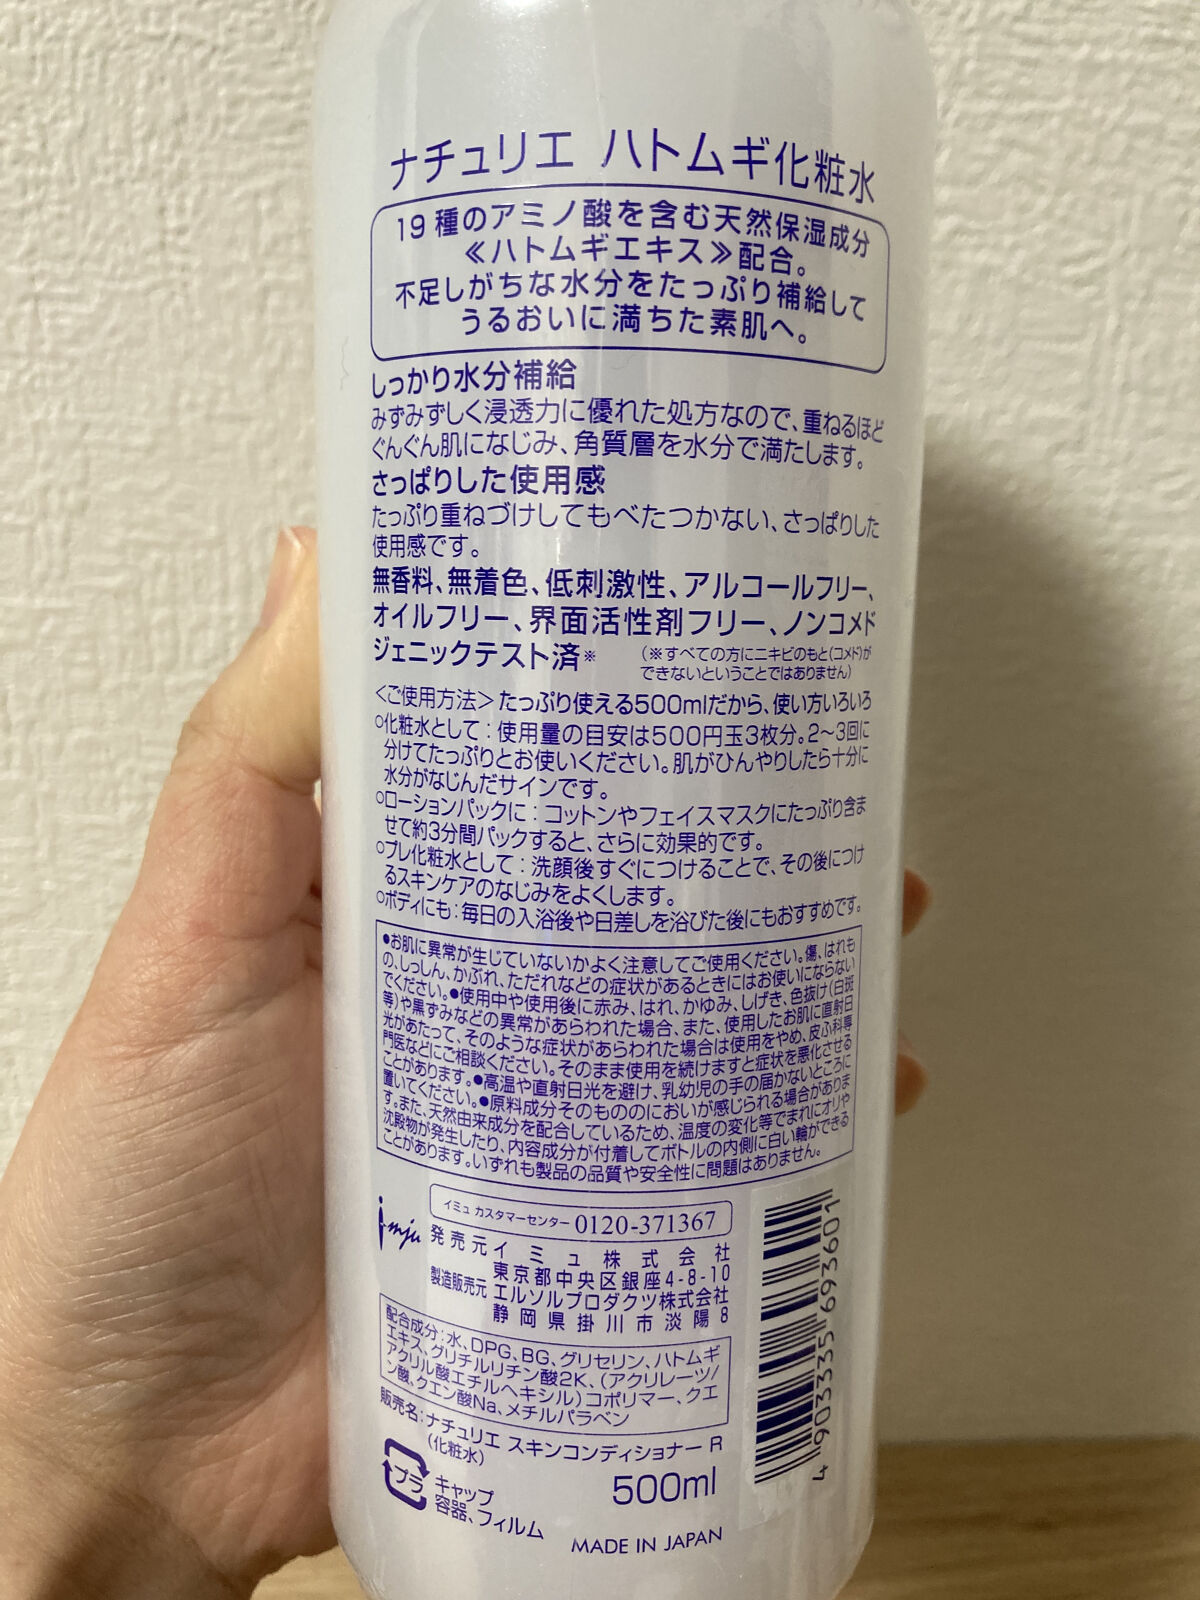 ナチュリエ ハトムギ化粧水
19種のアミノ酸を含む天然保湿成分
≪ハトムギエキス≫配合。
不足しがちな水分をたっぷり補給して
うるおいに満ちた素肌へ。
しっかり水分補給
みずみずしく浸透力に優れた処方なので、重ねるほど
ぐんぐん肌になじみ、角質層を水分で満たします。
さっぱりした使用感
たっぷり重ねづけしてもべたつかない、さっぱりした
使用感です。
無香料、無着色、低刺激性、アルコールフリー、
オイルフリー、界面活性剤フリー、ノンコメド
ジェニックテスト済※
(※すべての方にニキビのもと(コメド)が
できないということではありません)
<ご使用方法>たっぷり使える500mlだから、使い方いろいろ
○化粧水として:使用量の目安は500円玉3枚分。2〜3回に
分けてたっぷりとお使いください。肌がひんやりしたら十分に
水分がなじんだサインです。
○ローションパックに:コットンやフェイスマスクにたっぷり含ま
せて約3分間パックすると、さらに効果的です。
○プレ化粧水として:洗顔後すぐにつけることで、その後につけ
るスキンケアのなじみをよくします。
○ボディにも:毎日の入浴後や日差しを浴びた後にもおすすめです。
●お肌に異常が生じていないかよく注意してご使用ください。傷、はれも
の、しっしん、かぶれ、ただれなどの症状があるときにはお使いにならない
でください。●使用中や使用後に赤み、はれ、かゆみ、しげき、色抜け(白斑
等)や黒ずみなどの異常があらわれた場合、また、使用したお肌に直射日
光があたって、そのような症状があらわれた場合は使用をやめ、皮ふ科専
門医などにご相談ください。そのまま使用を続けますと症状を悪化させる
ことがあります。●高温や直射日光を避け、乳幼児の手の届かないところに
置いてください。●原料成分そのもののにおいが感じられる場合がありま
す。また、天然由来成分を配合しているため、温度の変化等でまれにオリや
沈殿物が発生したり、内容成分が付着してボトルの内側に白い輪ができる
ことがあります。いずれも製品の品質や安全性に問題はありません。
imju
イミュ カスタマーセンター 0120-371367
発売元 イミュ株式会社
東京都中央区銀座4-8-10
製造販売元 エルソルプロダクツ株式会社
静岡県掛川市淡陽8
配合成分:水、DPG、BG、グリセリン、ハトムギ
エキス、グリチルリチン酸2K、(アクリレーツ/
アクリル酸エチルヘキシル)コポリマー、クエ
ン酸、クエン酸Na、メチルパラベン
販売名:ナチュリエ スキンコンディショナー R
(化粧水)
プラ
キャップ
容器、フィルム
500ml
MADE IN JAPAN
4 903335 693601